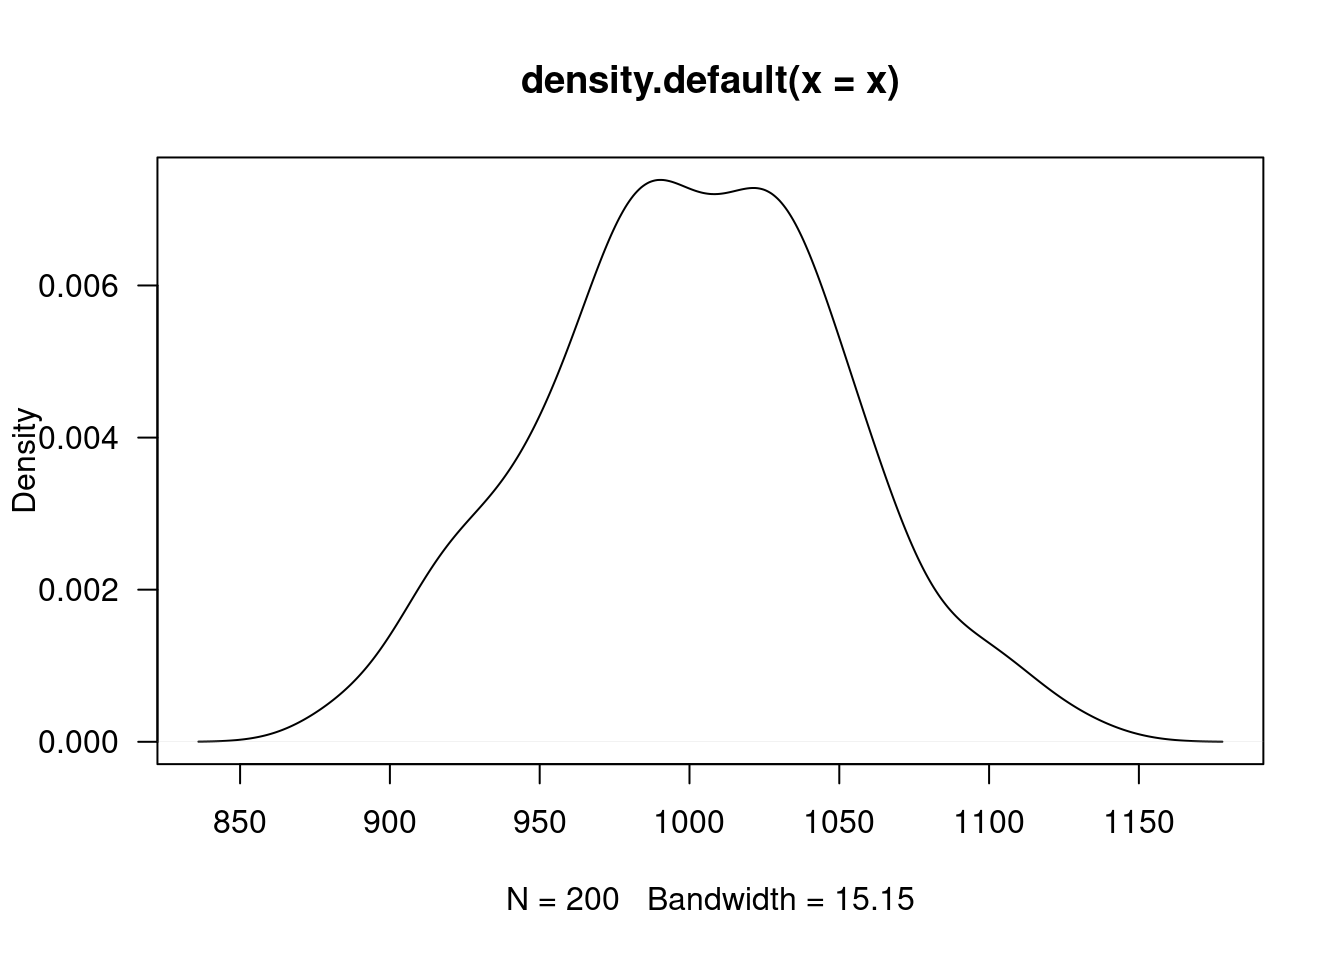 density.default(x = x)
Density
0.006
0.004
0.002
0.000
850 900 950 1000 1050 1100 1150
N = 200 Bandwidth = 15.15